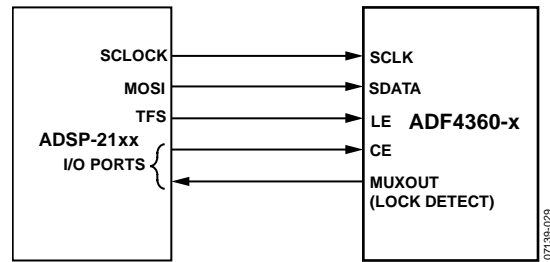 SCLOCK
MOSI
TFS
ADSP-21xx
I/O PORTS
SCLK
SDATA
LE
ADF4360-x
CE
MUXOUT
(LOCK DETECT)
07139-029